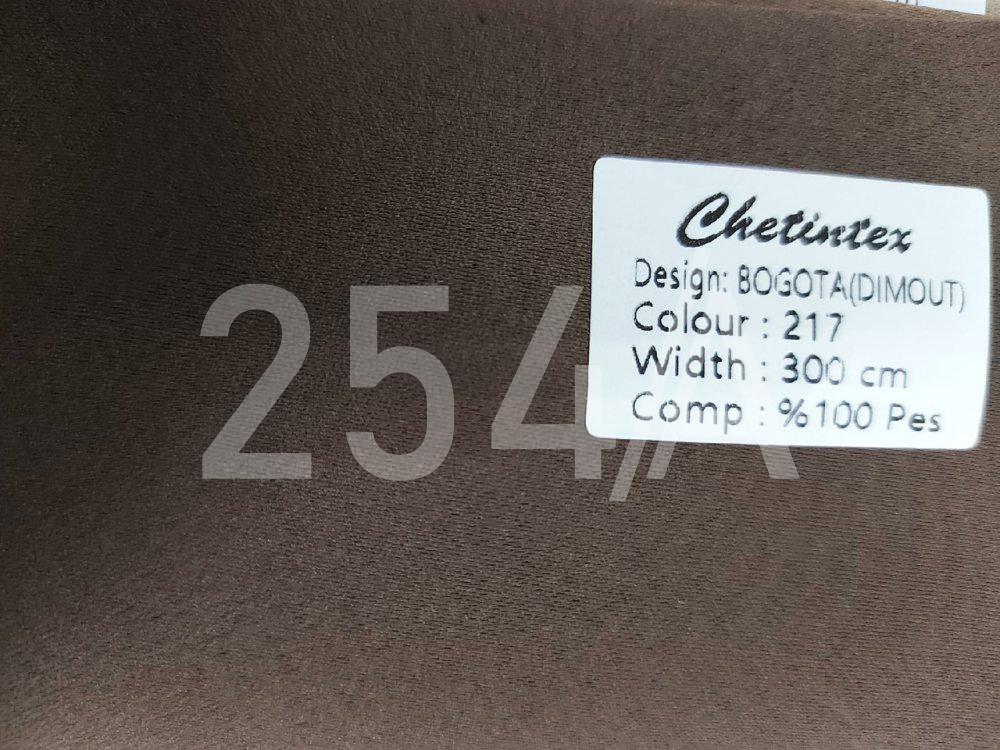 Chetintex
Design: BOGOTA(DIMOUT)
Colour : 217
Width : 300 cm
Comp : %100 Pes
254/A